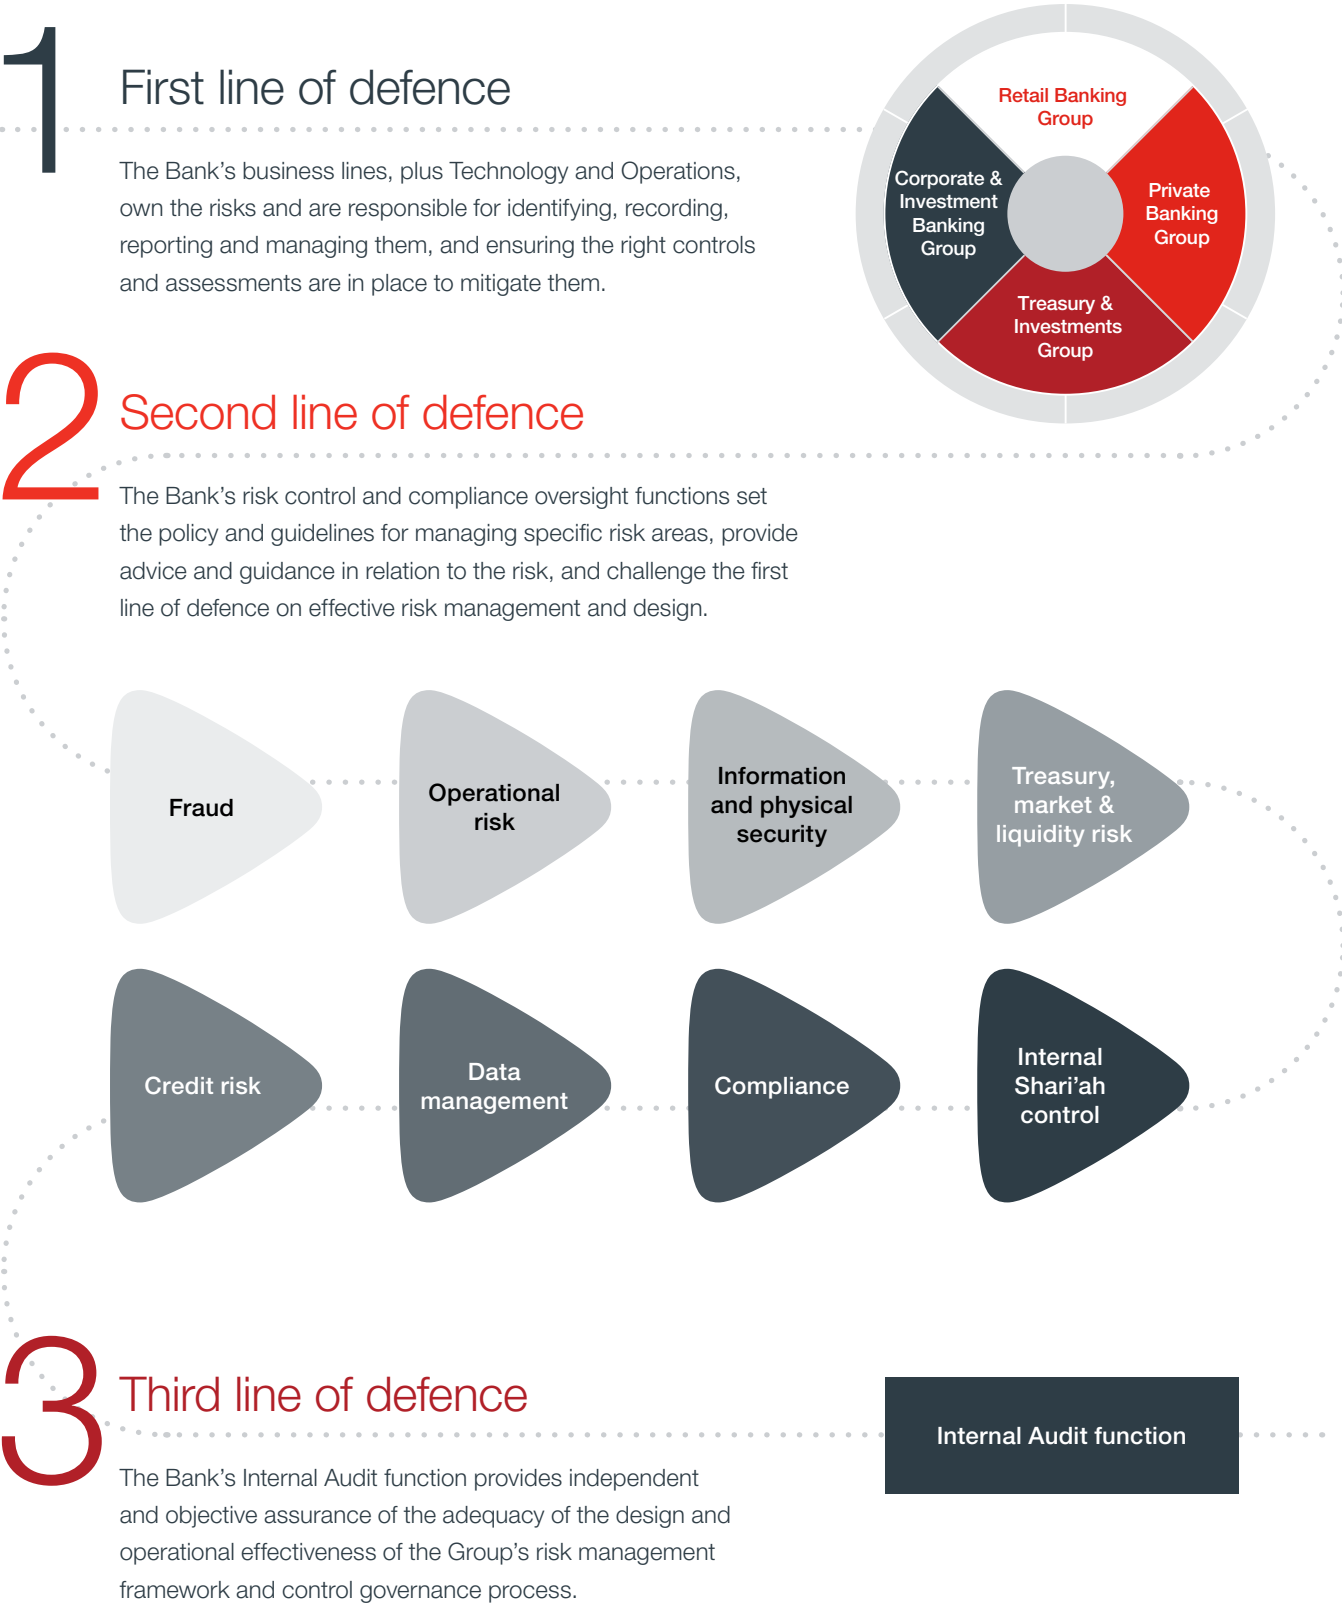 1
First line of defence
The Bank’s business lines, plus Technology and Operations,
own the risks and are responsible for identifying, recording,
reporting and managing them, and ensuring the right controls
and assessments are in place to mitigate them.
Retail Banking
Group
Corporate &
Investment
Banking
Group
Private
Banking
Group
Treasury &
Investments
Group
2
Second line of defence
The Bank’s risk control and compliance oversight functions set
the policy and guidelines for managing specific risk areas, provide
advice and guidance in relation to the risk, and challenge the first
line of defence on effective risk management and design.
Fraud
Operational
risk
Information
and physical
security
Treasury,
market &
liquidity risk
Credit risk
Data
management
Compliance
Internal
Shari’ah
control
3
Third line of defence
The Bank’s Internal Audit function provides independent
and objective assurance of the adequacy of the design and
operational effectiveness of the Group’s risk management
framework and control governance process.
Internal Audit function